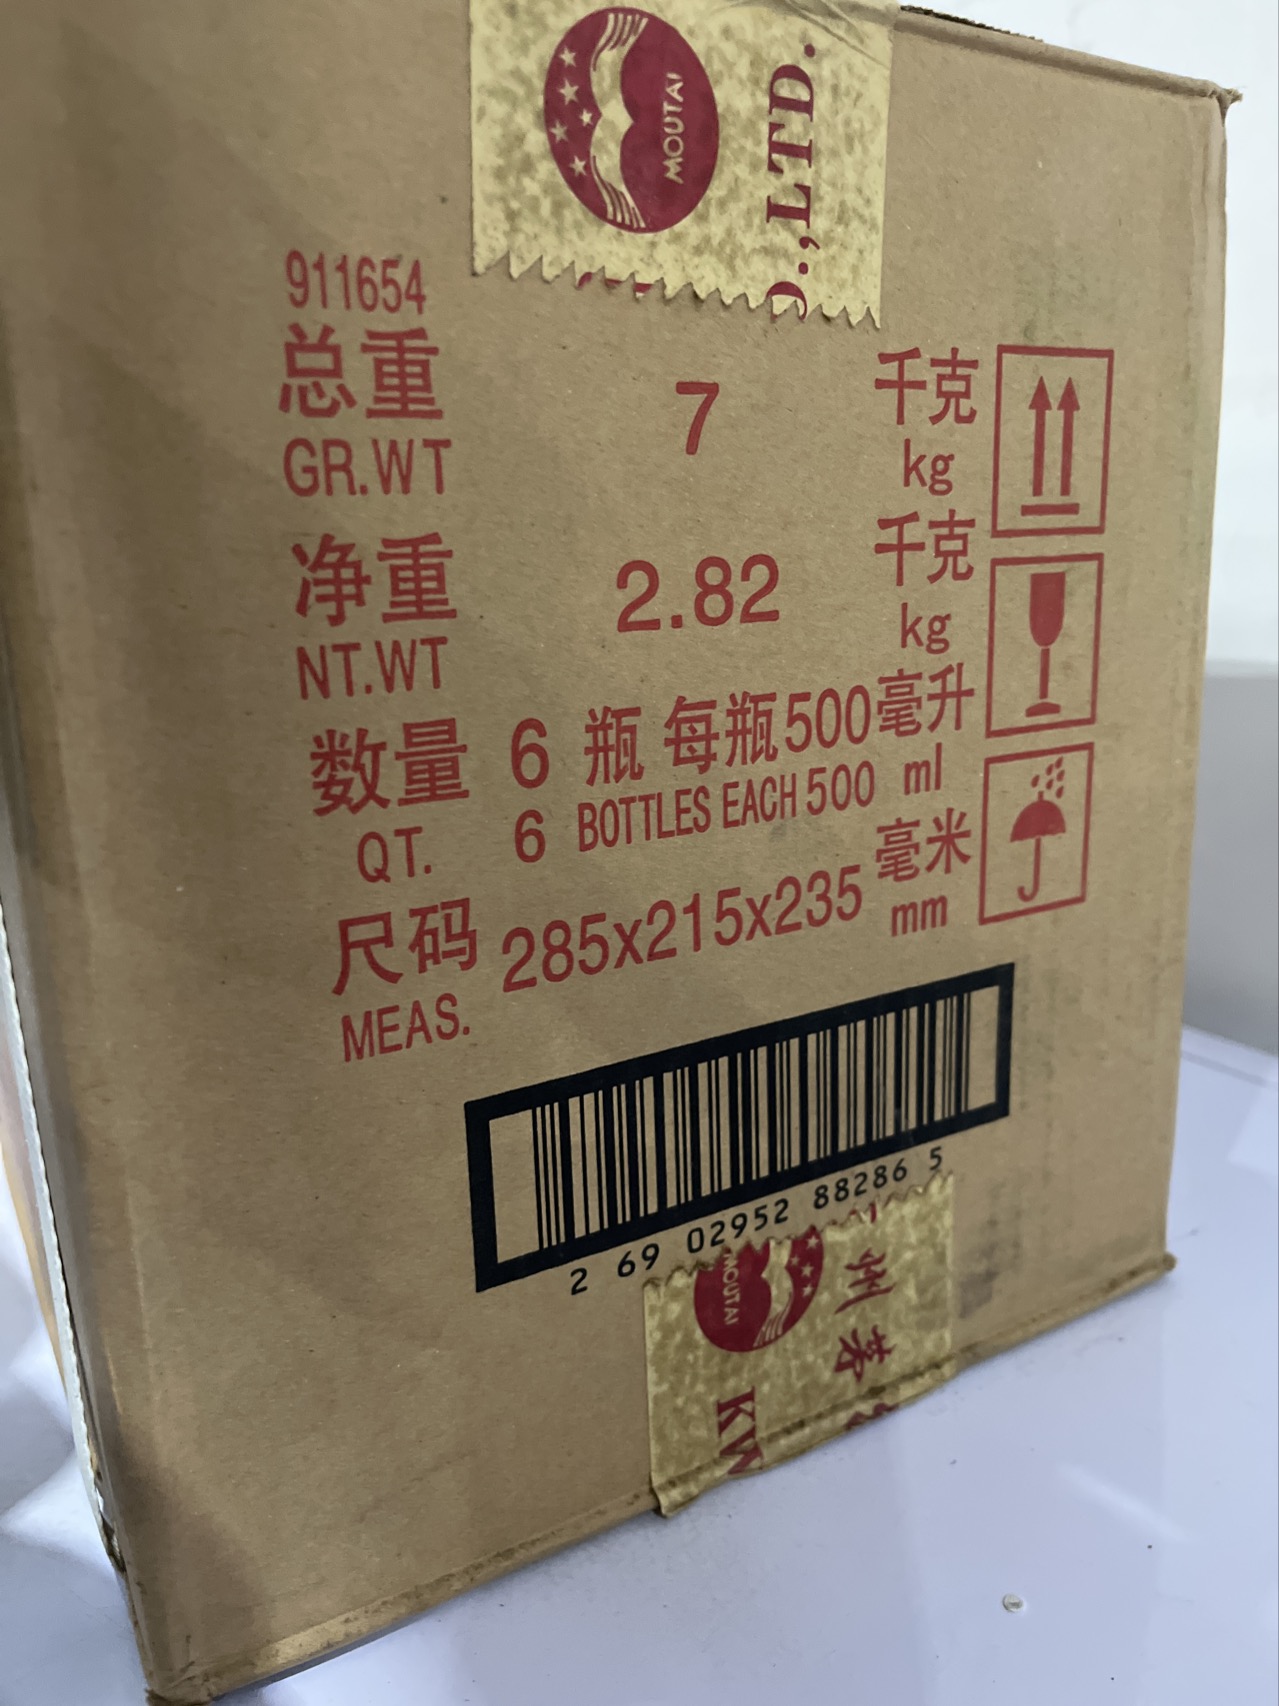 MOUTAI
.,LTD.
911654
总重 7 千克
GR.WT kg
净重 2.82 千克
NT.WT kg
数量 6 瓶 每瓶500毫升
QT. 6 BOTTLES EACH 500 ml
尺码 285x215x235 毫米
MEAS. mm
2 69 02952 88286 5
MOUTAI
州茅
KW